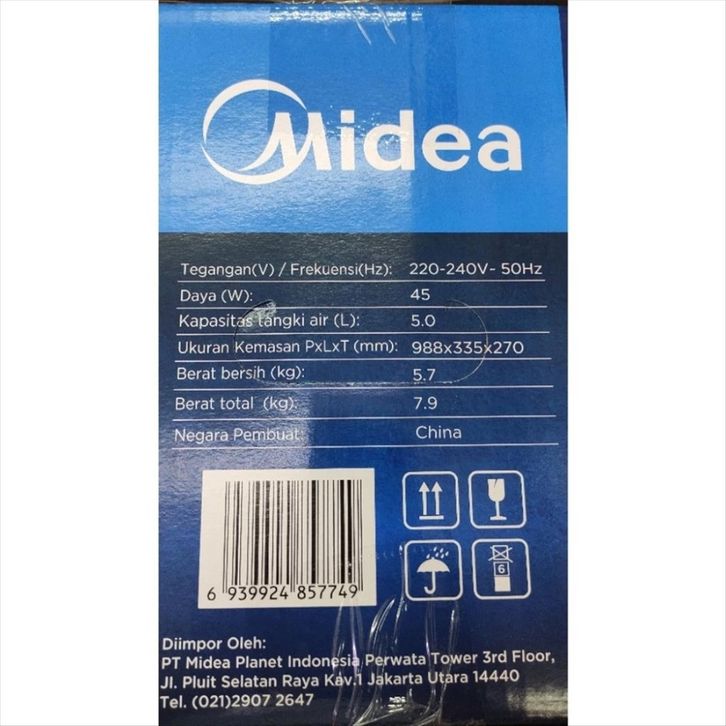 Midea
Tegangan(V) / Frekuensi(Hz): 220-240V~ 50Hz
Daya (W): 45
Kapasitas tangki air (L): 5.0
Ukuran Kemasan PxLxT (mm): 988x335x270
Berat bersih (kg): 5.7
Berat total (kg): 7.9
Negara Pembuat: China
6
6 939924 857749
Diimpor Oleh:
PT Midea Planet Indonesia Perwata Tower 3rd Floor,
Jl. Pluit Selatan Raya Kav.1 Jakarta Utara 14440
Tel. (021)2907 2647